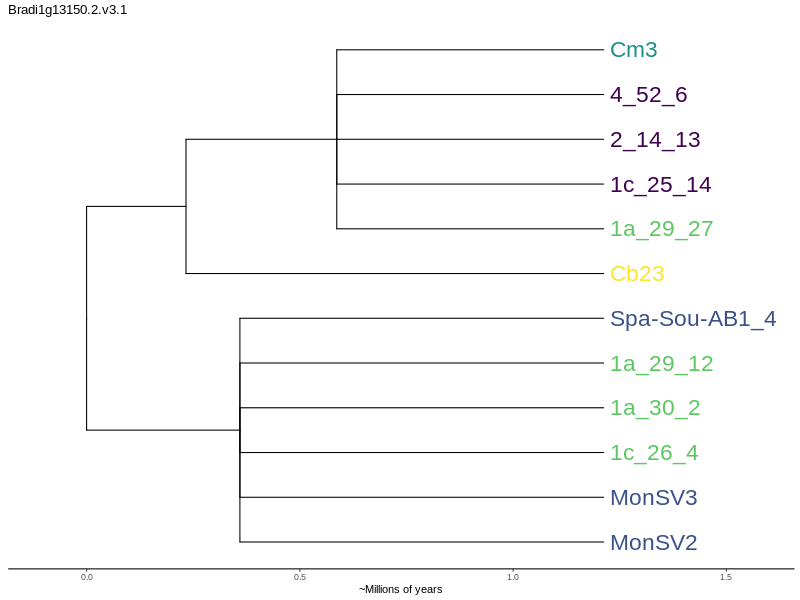 Bradi1g13150.2.v3.1
Cm3
4_52_6
2_14_13
1c_25_14
1a_29_27
Cb23
Spa-Sou-AB1_4
1a_29_12
1a_30_2
1c_26_4
MonSV3
MonSV2
0.0 0.5 1.0 1.5
~Millions of years